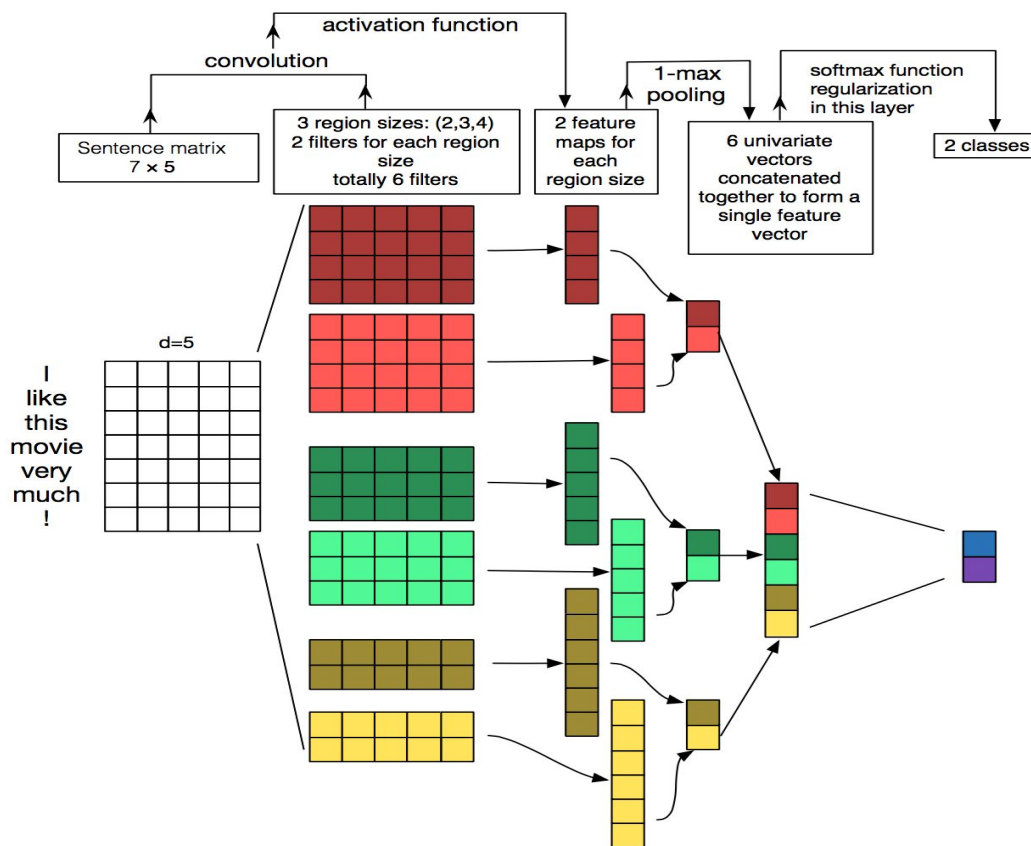 activation function
convolution
1-max
pooling
softmax function
regularization
in this layer
Sentence matrix
7 × 5
3 region sizes: (2,3,4)
2 filters for each region
size
totally 6 filters
2 feature
maps for
each
region size
6 univariate
vectors
concatenated
together to form a
single feature
vector
2 classes
d=5
I
like
this
movie
very
much
!